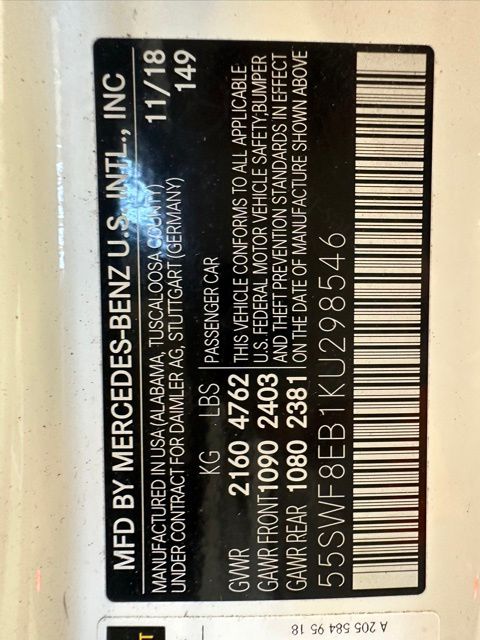 MFD BY MERCEDES-BENZ U.S. INTL., INC
MANUFACTURED IN USA (ALABAMA, TUSCALOOSA COUNTY) 11/18
UNDER CONTRACT FOR DAIMLER AG, STUTTGART (GERMANY) 149
KG LBS PASSENGER CAR
GVWR 2160 4762 THIS VEHICLE CONFORMS TO ALL APPLICABLE
GAWR FRONT 1090 2403 U.S. FEDERAL MOTOR VEHICLE SAFETY, BUMPER
AND THEFT PREVENTION STANDARDS IN EFFECT
GAWR REAR 1080 2381 ON THE DATE OF MANUFACTURE SHOWN ABOVE
55SWF8EB1KU298546
A 205 584 95 18